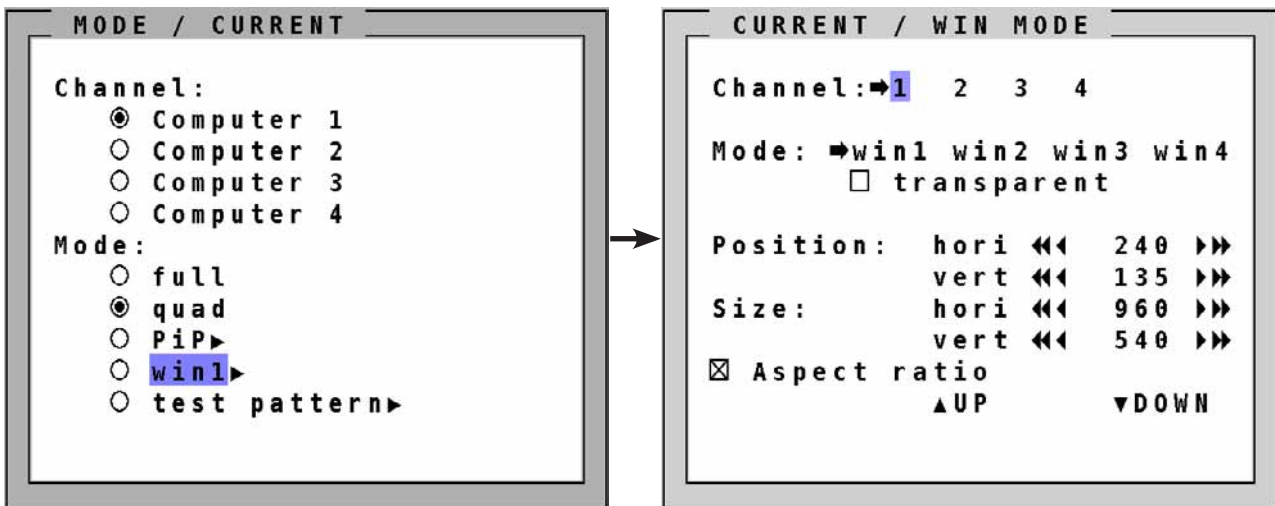 MODE / CURRENT
Channel:
Computer 1
Computer 2
Computer 3
Computer 4
Mode:
full
quad
PiP▶
win1▶
test pattern▶
CURRENT / WIN MODE
Channel:➡1 2 3 4
Mode: ➡win1 win2 win3 win4
transparent
Position: hori 240
vert 135
Size: hori 960
vert 540
Aspect ratio
▲UP ▼DOWN